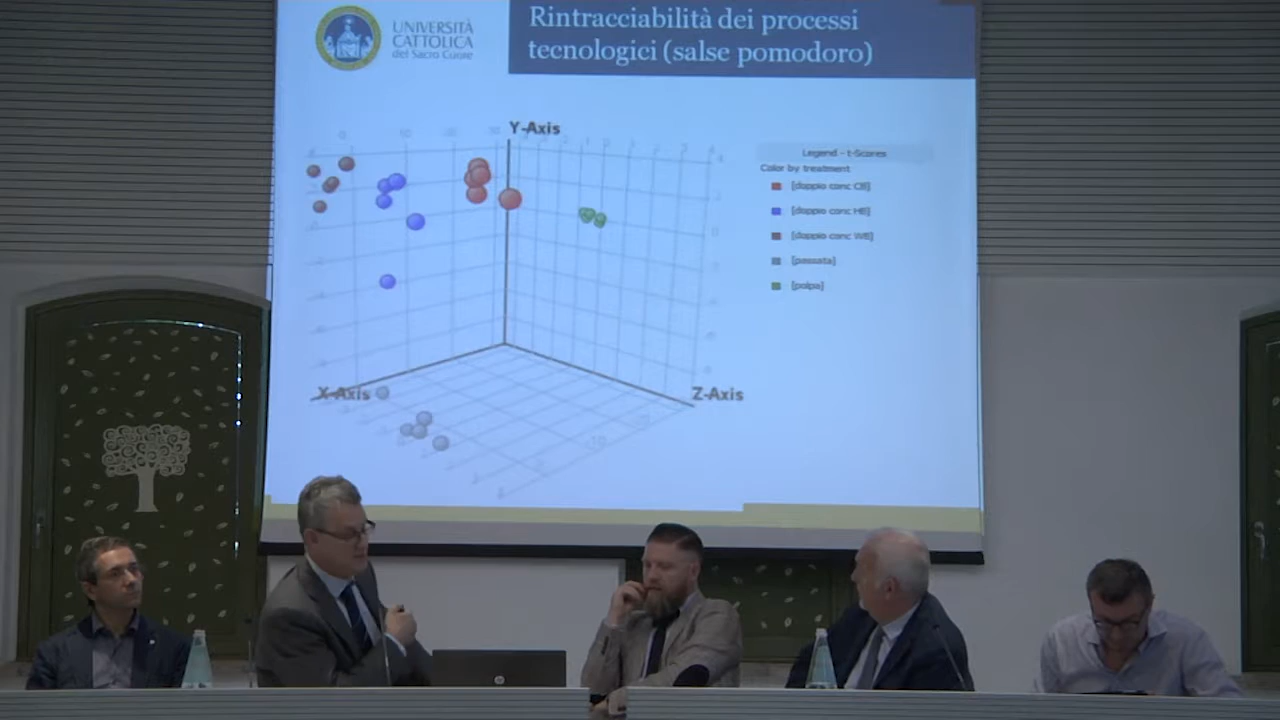 UNIVERSITÀ
CATTOLICA
del Sacro Cuore
Rintracciabilità dei processi
tecnologici (salse pomodoro)
Y-Axis
X-Axis
Z-Axis
Legend - t-Scores
Color by treatment
[doppio conc CB]
[doppio conc HB]
[doppio conc WB]
[passata]
[polpa]
hp